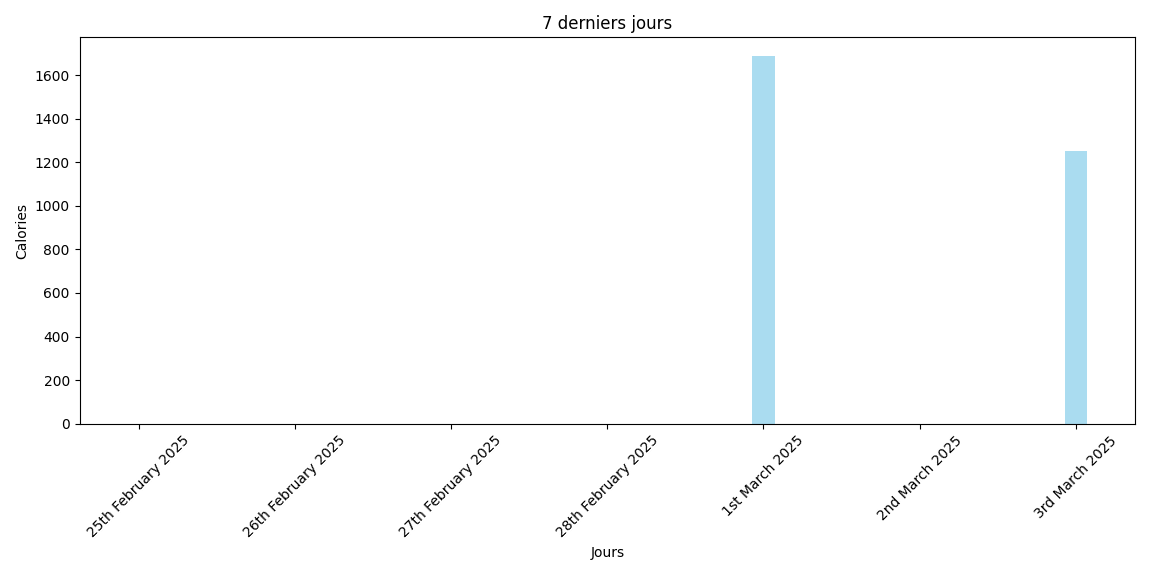 7 derniers jours
Calories
1600
1400
1200
1000
800
600
400
200
0
25th February 2025
26th February 2025
27th February 2025
28th February 2025
1st March 2025
2nd March 2025
3rd March 2025
Jours